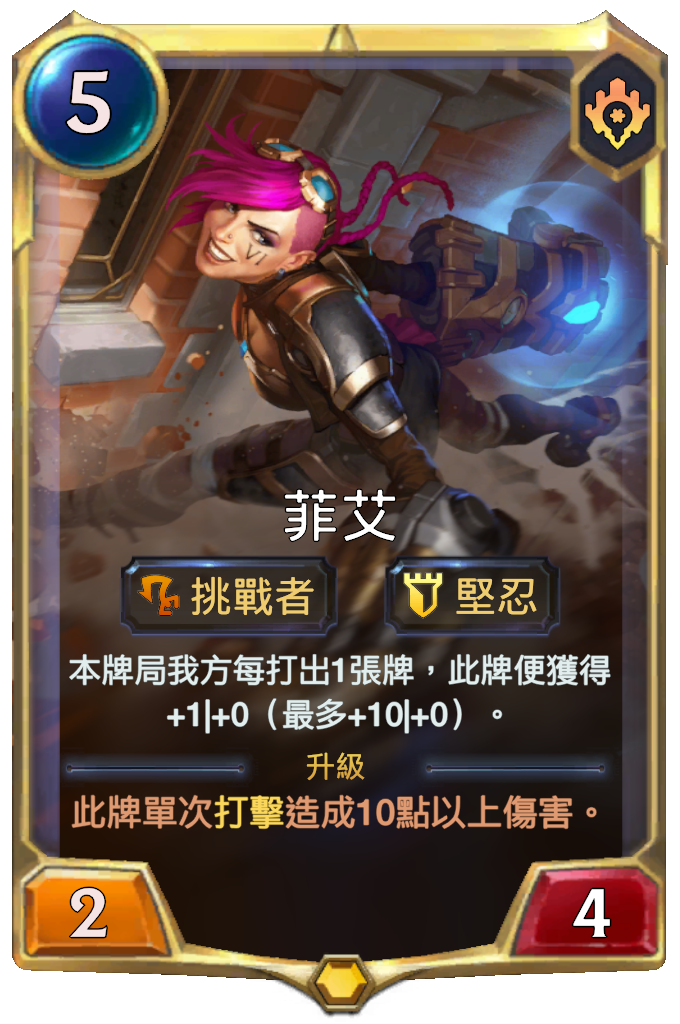 5
VI
菲艾
挑戰者
堅忍
本牌局我方每打出1張牌，此牌便獲得
+1|+0（最多+10|+0）。
升級
此牌單次打擊造成10點以上傷害。
2
4